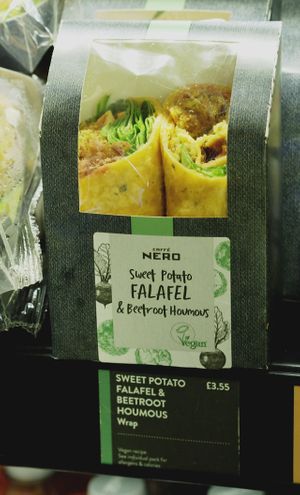 CAFFÈ
NERO
Sweet Potato
FALAFEL
& Beetroot Houmous
Vegan
SWEET POTATO
FALAFEL &
BEETROOT
HOUMOUS
Wrap
£3.55
Vegan recipe
See individual pack for
allergens & calories